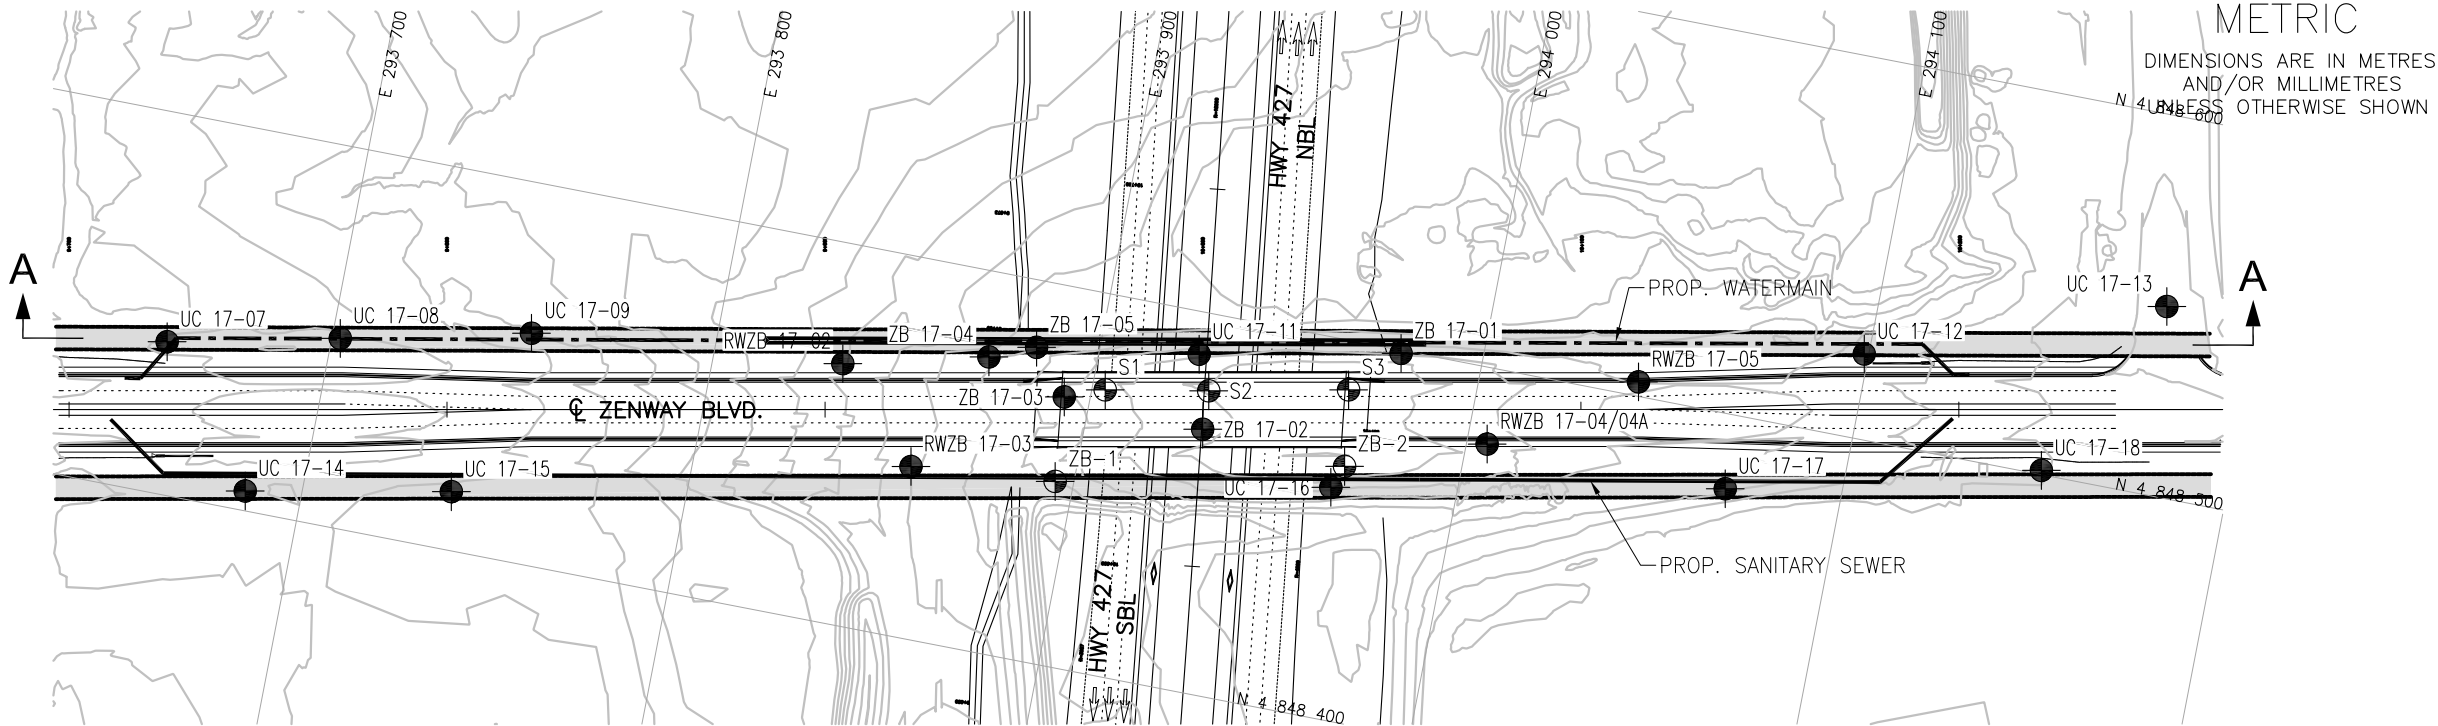 METRIC
DIMENSIONS ARE IN METRES
AND/OR MILLIMETRES
UNLESS OTHERWISE SHOWN
E 293 700
E 293 800
E 293 900
E 294 000
E 294 100
N 4 848 600
HWY 427
NBL
A
A
PROP. WATERMAIN
UC 17-13
UC 17-07
UC 17-08
UC 17-09
RWZB 17-02
ZB 17-04
ZB 17-05
UC 17-11
ZB 17-01
UC 17-12
RWZB 17-05
S1
S2
S3
ZB 17-03
℄ ZENWAY BLVD.
ZB 17-02
RWZB 17-04/04A
RWZB 17-03
ZB-1
ZB-2
UC 17-14
UC 17-15
UC 17-16
UC 17-17
UC 17-18
N 4 848 500
PROP. SANITARY SEWER
HWY 427
SBL
N 4 848 400